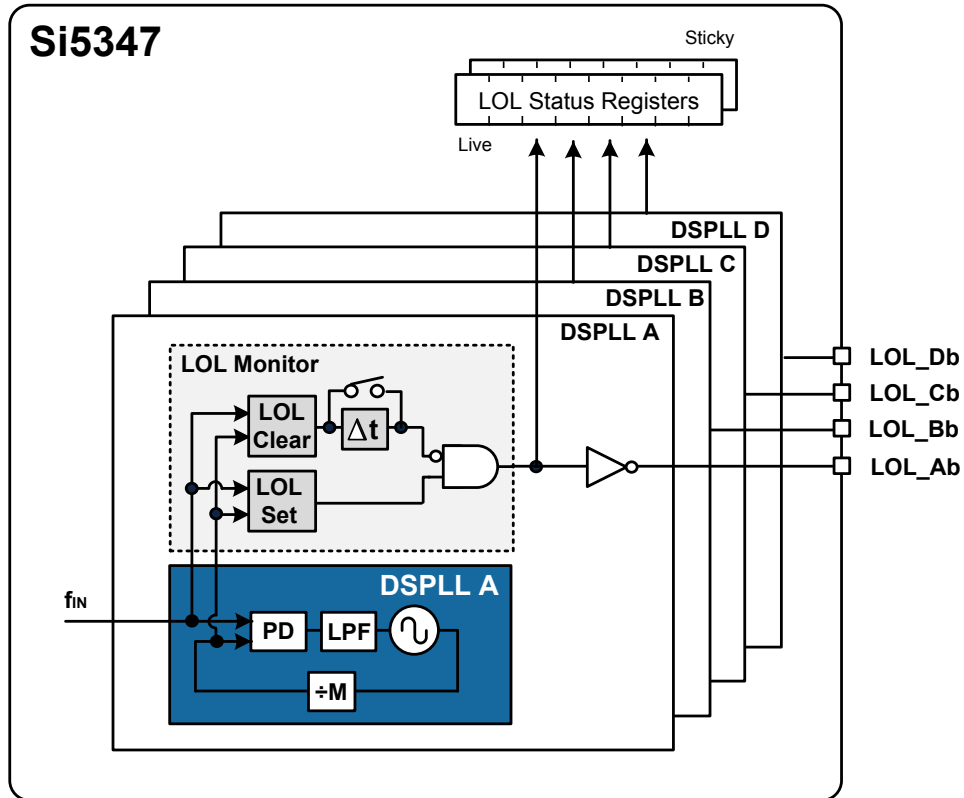 Si5347
Sticky
LOL Status Registers
Live
DSPLL D
DSPLL C
DSPLL B
DSPLL A
LOL Monitor
LOL
Clear
Δt
LOL
Set
LOL_Db
LOL_Cb
LOL_Bb
LOL_Ab
DSPLL A
fIN
PD
LPF
÷M